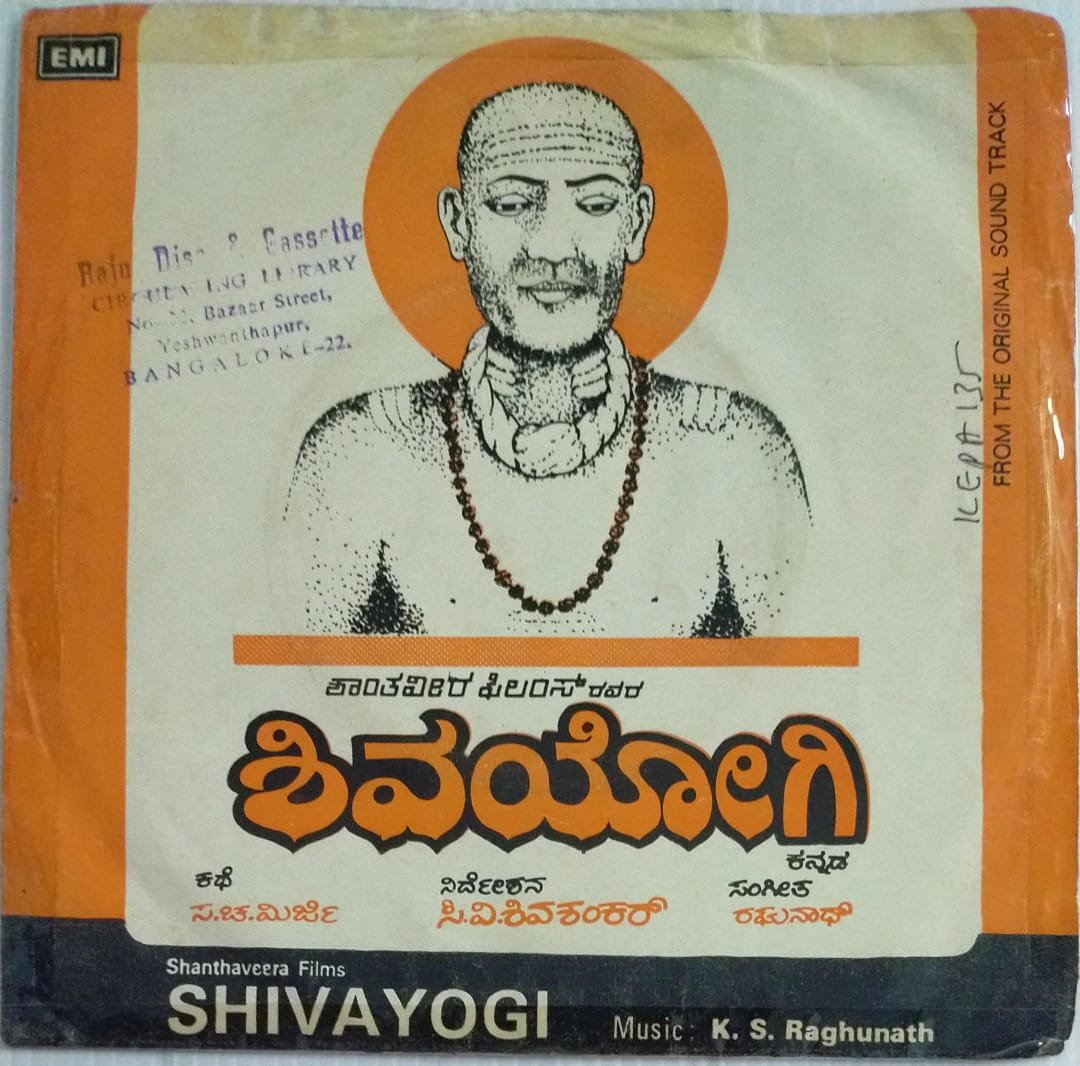 EMI
Disc & Cassette
CIRCULATING LIBRARY
Bazaar Street,
Yeshwanthapur,
BANGALORE-22.
FROM THE ORIGINAL SOUND TRACK
ಶಾಂತವೀರ ಫಿಲಂಸ್ ರವರ
ಶಿವಯೋಗಿ
ಕನ್ನಡ
ಕಥೆ ನಿರ್ದೇಶನ ಸಂಗೀತ
ಸ.ಚ.ಮಿರ್ಜಿ ಸಿ.ವಿ.ಶಿವಶಂಕರ್ ರಘುನಾಥ್
Shanthaveera Films
SHIVAYOGI
Music: K. S. Raghunath